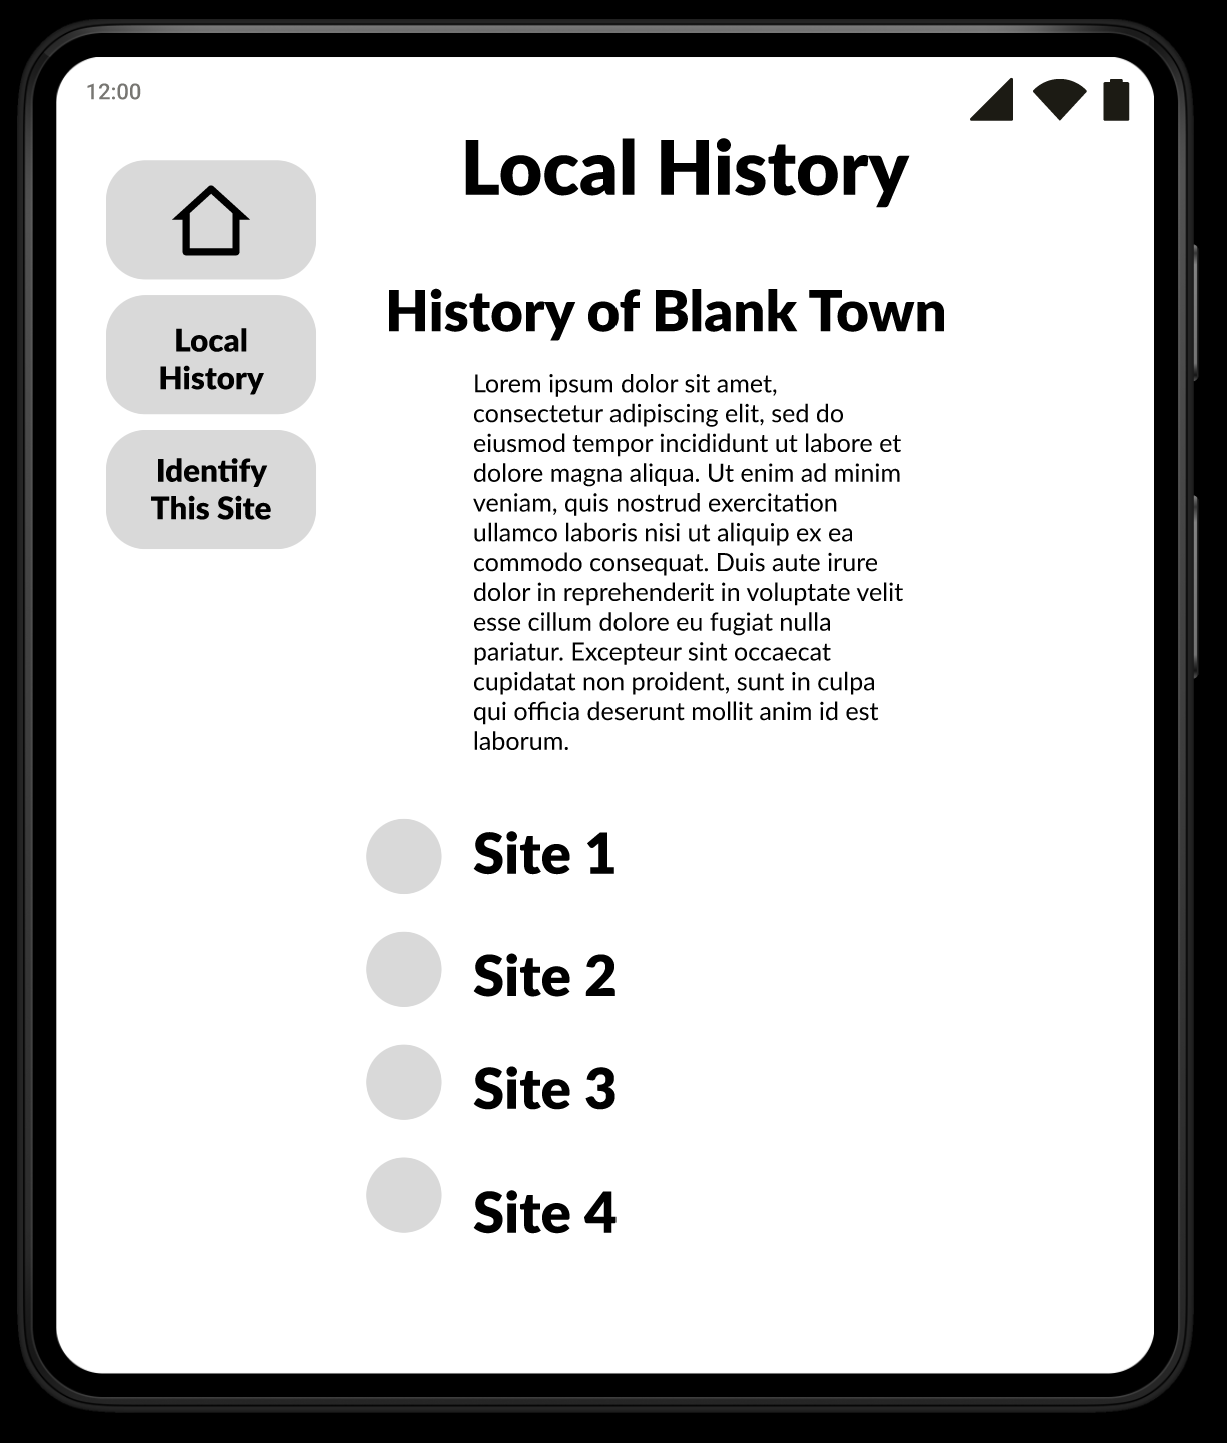 12:00
Local History
Local
History
Identify
This Site
History of Blank Town
Lorem ipsum dolor sit amet,
consectetur adipiscing elit, sed do
eiusmod tempor incididunt ut labore et
dolore magna aliqua. Ut enim ad minim
veniam, quis nostrud exercitation
ullamco laboris nisi ut aliquip ex ea
commodo consequat. Duis aute irure
dolor in reprehenderit in voluptate velit
esse cillum dolore eu fugiat nulla
pariatur. Excepteur sint occaecat
cupidatat non proident, sunt in culpa
qui officia deserunt mollit anim id est
laborum.
Site 1
Site 2
Site 3
Site 4